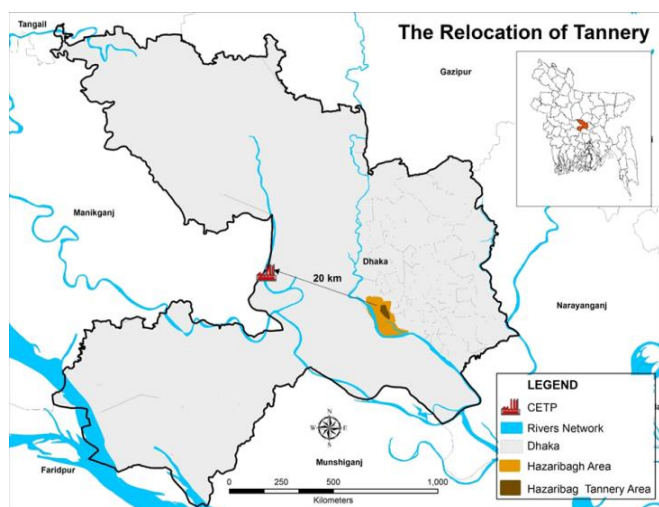 Tangail
The Relocation of Tannery
Gazipur
Manikganj
Dhaka
20 km
Narayanganj
LEGEND
CETP
Rivers Network
Dhaka
Hazaribagh Area
Hazaribag Tannery Area
N
W E
S
Munshiganj
Faridpur
0 250 500 1,000
Kilometers